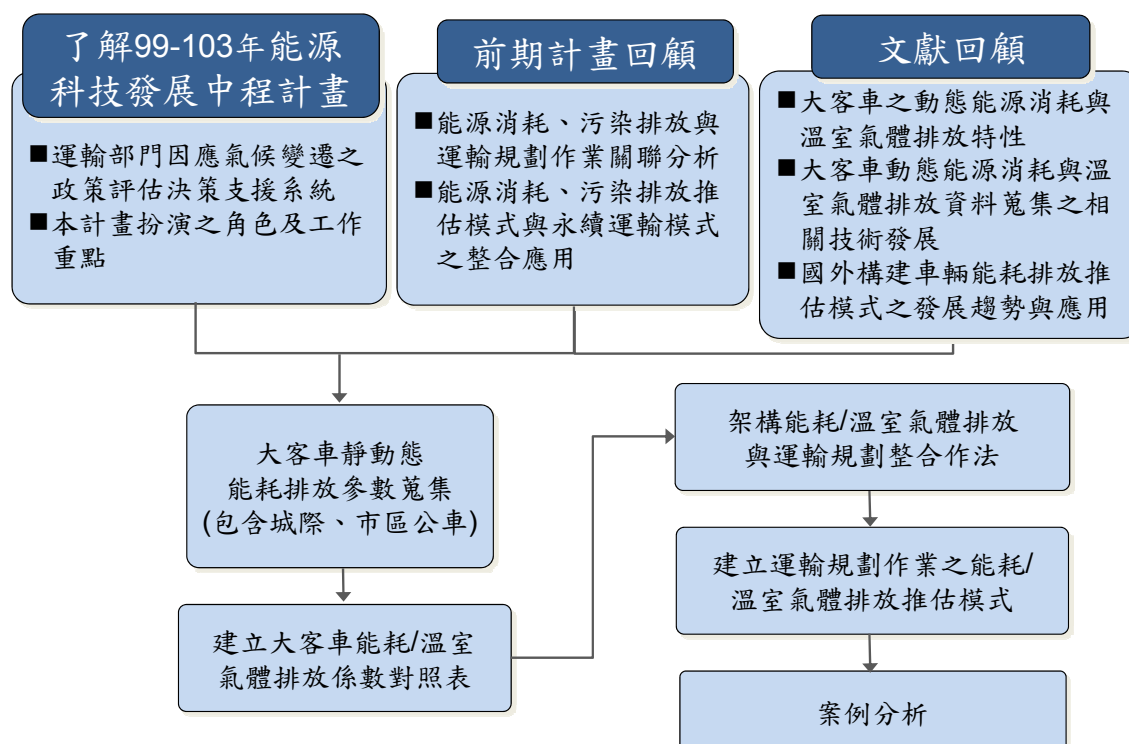 了解99-103年能源
科技發展中程計畫
■運輸部門因應氣候變遷之
政策評估決策支援系統
■本計畫扮演之角色及工作
重點
前期計畫回顧
■能源消耗、污染排放與
運輸規劃作業關聯分析
■能源消耗、污染排放推
估模式與永續運輸模式
之整合應用
文獻回顧
■大客車之動態能源消耗與
溫室氣體排放特性
■大客車動態能源消耗與溫
室氣體排放資料蒐集之相
關技術發展
■國外構建車輛能耗排放推
估模式之發展趨勢與應用
大客車靜動態
能耗排放參數蒐集
(包含城際、市區公車)
建立大客車能耗/溫室
氣體排放係數對照表
架構能耗/溫室氣體排放
與運輸規劃整合作法
建立運輸規劃作業之能耗/
溫室氣體排放推估模式
案例分析